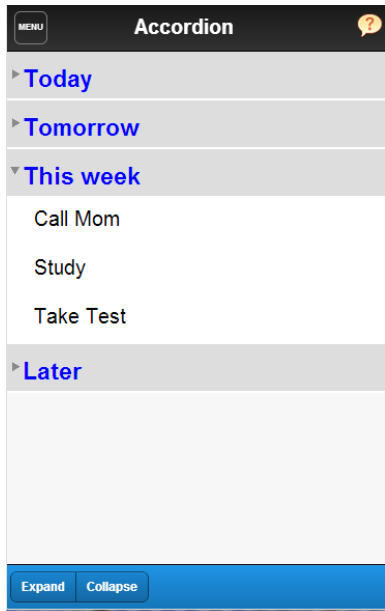 MENU Accordion ?
Today
Tomorrow
This week
Call Mom
Study
Take Test
Later
Expand Collapse